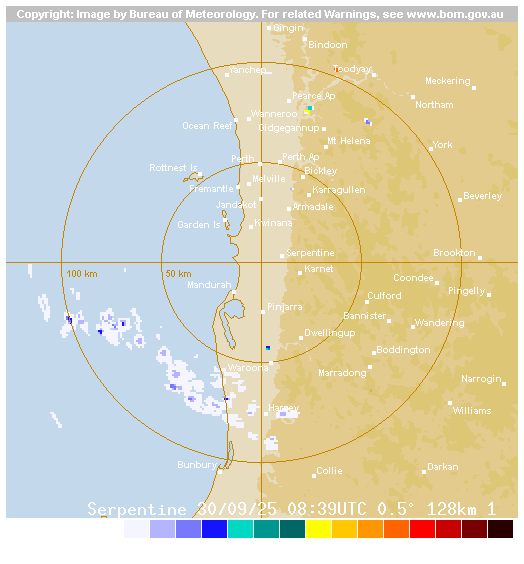 Copyright: Image by Bureau of Meteorology. For related Warnings, see www.bom.gov.au
Gingin
Bindoon
Yanchep
Toodyay
Meckering
Pearce Ap
Northam
Wanneroo
Ocean Reef
Gidgegannup
Mt Helena
York
Perth
Perth Ap
Rottnest Is
Bickley
Melville
Fremantle
Karragullen
Beverley
Jandakot
Armadale
Garden Is
Kwinana
Serpentine
Brookton
100 km
50 km
Karnet
Coondee
Mandurah
Pingelly
Culford
Pinjarra
Bannister
Wandering
Dwellingup
Boddington
Waroona
Marradong
Narrogin
Harvey
Williams
Bunbury
Collie
Darkan
Serpentine 30/09/25 08:39UTC 0.5° 128km 1